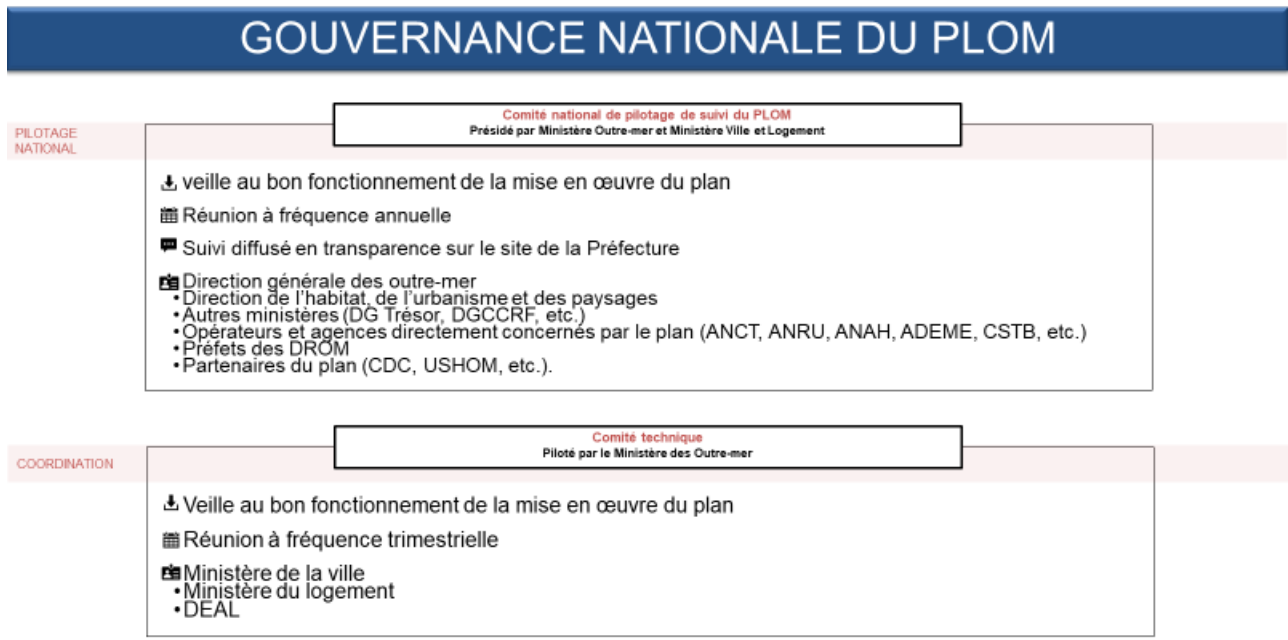 GOUVERNANCE NATIONALE DU PLOM
PILOTAGE
NATIONAL
Comité national de pilotage de suivi du PLOM
Présidé par Ministère Outre-mer et Ministère Ville et Logement
veille au bon fonctionnement de la mise en œuvre du plan
Réunion à fréquence annuelle
Suivi diffusé en transparence sur le site de la Préfecture
Direction générale des outre-mer
•Direction de l'habitat, de l'urbanisme et des paysages
•Autres ministères (DG Trésor, DGCCRF, etc.)
•Opérateurs et agences directement concernés par le plan (ANCT, ANRU, ANAH, ADEME, CSTB, etc.)
•Préfets des DROM
•Partenaires du plan (CDC, USHOM, etc.).
COORDINATION
Comité technique
Piloté par le Ministère des Outre-mer
Veille au bon fonctionnement de la mise en œuvre du plan
Réunion à fréquence trimestrielle
Ministère de la ville
•Ministère du logement
•DEAL